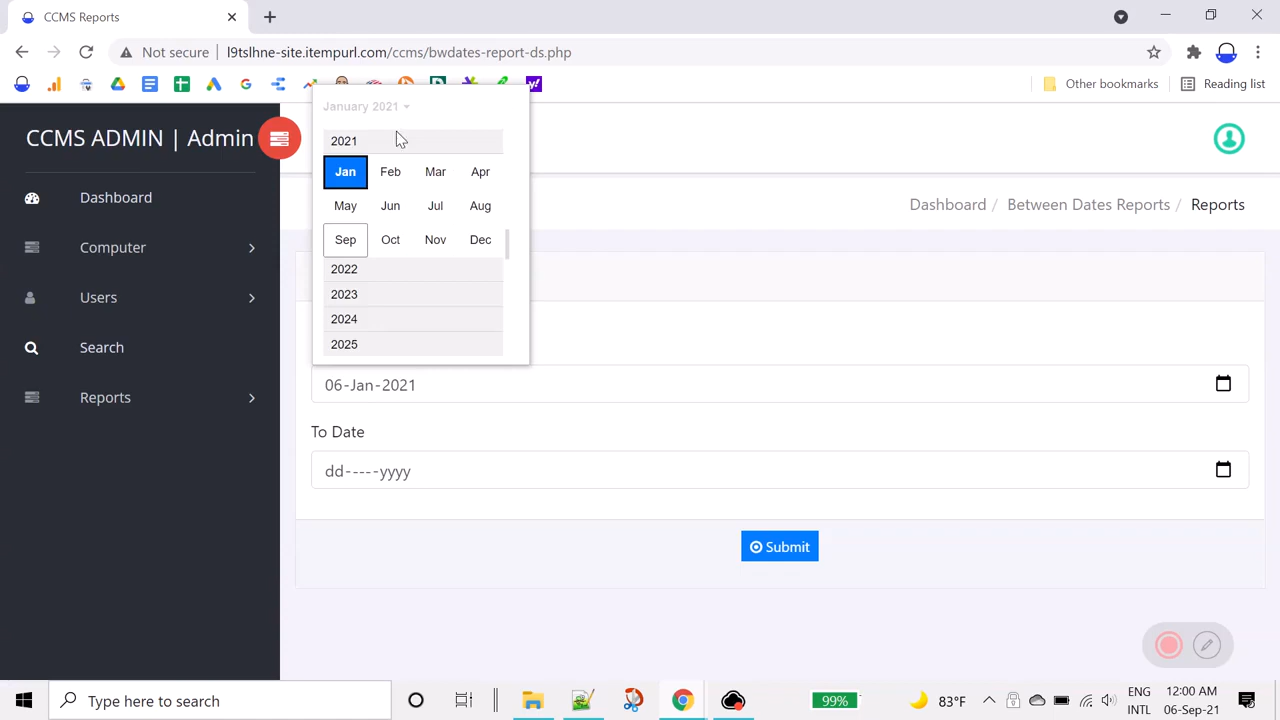 CCMS Reports
Not secure
l9tslhne-site.itempurl.com/ccms/bwdates-report-ds.php
Other bookmarks
Reading list
January 2021
2021
Jan Feb Mar Apr
May Jun Jul Aug
Sep Oct Nov Dec
2022
2023
2024
2025
CCMS ADMIN | Admin
Dashboard
Computer
Users
Search
Reports
Dashboard / Between Dates Reports / Reports
06-Jan-2021
To Date
dd-----yyyy
Submit
Type here to search
99%
83°F
ENG
INTL
12:00 AM
06-Sep-21